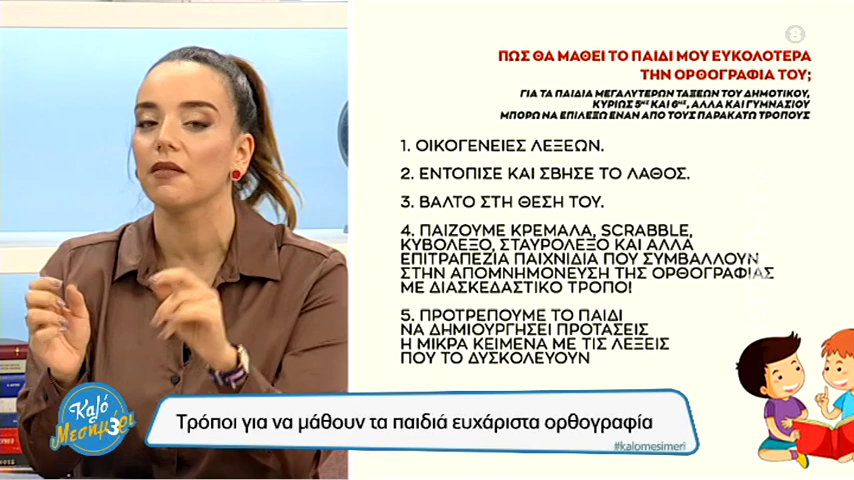 8
ΠΩΣ ΘΑ ΜΑΘΕΙ ΤΟ ΠΑΙΔΙ ΜΟΥ ΕΥΚΟΛΟΤΕΡΑ
ΤΗΝ ΟΡΘΟΓΡΑΦΙΑ ΤΟΥ;
ΓΙΑ ΤΑ ΠΑΙΔΙΑ ΜΕΓΑΛΥΤΕΡΩΝ ΤΑΞΕΩΝ ΤΟΥ ΔΗΜΟΤΙΚΟΥ,
ΚΥΡΙΩΣ 5ΗΣ ΚΑΙ 6ΗΣ, ΑΛΛΑ ΚΑΙ ΓΥΜΝΑΣΙΟΥ
ΜΠΟΡΩ ΝΑ ΕΠΙΛΕΞΩ ΕΝΑΝ ΑΠΟ ΤΟΥΣ ΠΑΡΑΚΑΤΩ ΤΡΟΠΟΥΣ
1. ΟΙΚΟΓΕΝΕΙΕΣ ΛΕΞΕΩΝ.
2. ΕΝΤΟΠΙΣΕ ΚΑΙ ΣΒΗΣΕ ΤΟ ΛΑΘΟΣ.
3. ΒΑΛΤΟ ΣΤΗ ΘΕΣΗ ΤΟΥ.
4. ΠΑΙΖΟΥΜΕ ΚΡΕΜΑΛΑ, SCRABBLE,
ΚΥΒΟΛΕΞΟ, ΣΤΑΥΡΟΛΕΞΟ ΚΑΙ ΑΛΛΑ
ΕΠΙΤΡΑΠΕΖΙΑ ΠΑΙΧΝΙΔΙΑ ΠΟΥ ΣΥΜΒΑΛΛΟΥΝ
ΣΤΗΝ ΑΠΟΜΝΗΜΟΝΕΥΣΗ ΤΗΣ ΟΡΘΟΓΡΑΦΙΑΣ
ΜΕ ΔΙΑΣΚΕΔΑΣΤΙΚΟ ΤΡΟΠΟ!
5. ΠΡΟΤΡΕΠΟΥΜΕ ΤΟ ΠΑΙΔΙ
ΝΑ ΔΗΜΙΟΥΡΓΗΣΕΙ ΠΡΟΤΑΣΕΙΣ
Η ΜΙΚΡΑ ΚΕΙΜΕΝΑ ΜΕ ΤΙΣ ΛΕΞΕΙΣ
ΠΟΥ ΤΟ ΔΥΣΚΟΛΕΥΟΥΝ
Καλό
Μεσημέρι
3
Τρόποι για να μάθουν τα παιδιά ευχάριστα ορθογραφία
#kalomesimeri